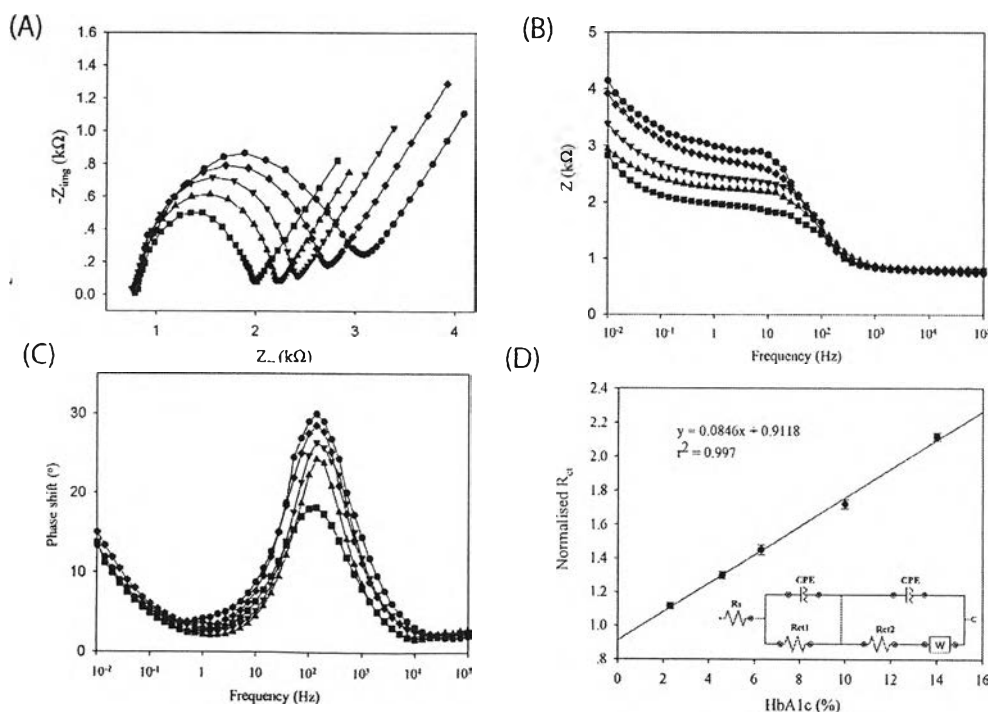 (A)
1.6
1.4
1.2
1.0
.8
.6
.4
.2
0.0
-Z_img (kΩ)
1 2 3 4
(kΩ)
(B)
5
4
3
2
1
0
Z (kΩ)
10^-2 10^-1 1 10 10^2 10^3 10^4 10^5
Frequency (Hz)
(C)
30
20
10
0
Phase shift (º)
10^-2 10^-1 1 10 10^2 10^3 10^4
Frequency (Hz)
(D)
2.4
2.2
2.0
1.8
1.6
1.4
1.2
1.0
.8
Normalised R_ct
y = 0.0846x + 0.9118
r^2 = 0.997
CPE CPE
Rs
Rct1 Rct2 W
C
0 2 4 6 8 10 12 14 16
HbA1c (%)